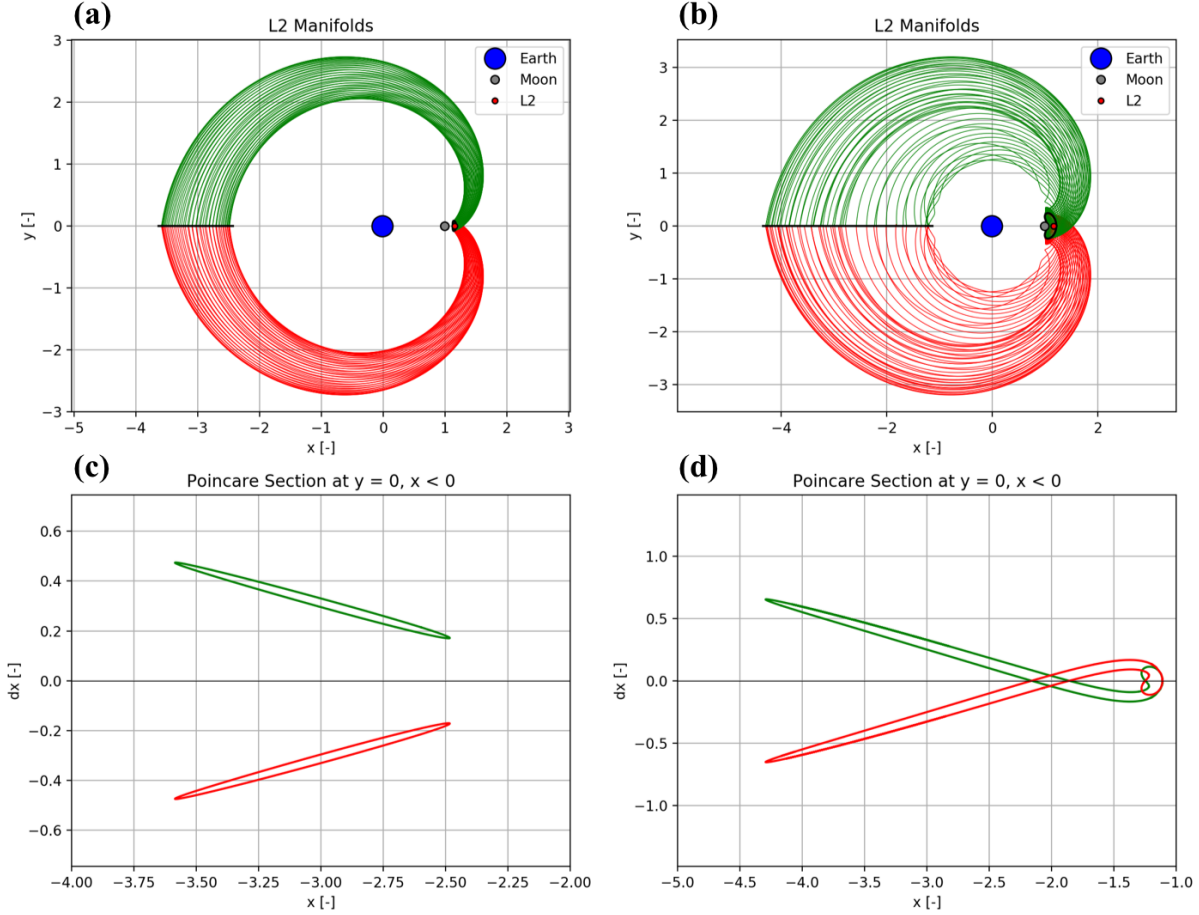 (a)
L2 Manifolds
Earth
Moon
L2
3
2
1
0
−1
−2
−3
y [-]
−5 −4 −3 −2 −1 0 1 2 3
x [-]
(b)
L2 Manifolds
Earth
Moon
L2
3
2
1
0
−1
−2
−3
y [-]
−4 −2 0 2
x [-]
(c)
Poincare Section at y = 0, x < 0
0.6
0.4
0.2
0.0
−0.2
−0.4
−0.6
dx [-]
−4.00 −3.75 −3.50 −3.25 −3.00 −2.75 −2.50 −2.25 −2.00
x [-]
(d)
Poincare Section at y = 0, x < 0
1.0
0.5
0.0
−0.5
−1.0
dx [-]
−5.0 −4.5 −4.0 −3.5 −3.0 −2.5 −2.0 −1.5 −1.0
x [-]